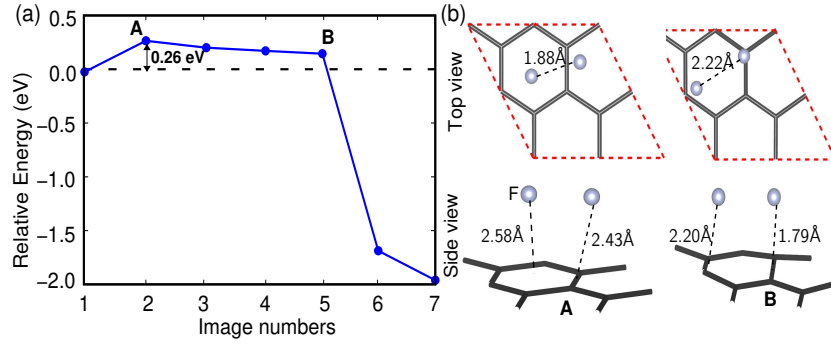 (a)
Relative Energy (eV)
0.5
0.0
−0.5
−1.0
−1.5
−2.0
A
B
0.26 eV
1 2 3 4 5 6 7
Image numbers
(b)
Top view
1.88Å
2.22Å
Side view
F
2.58Å
2.43Å
A
2.20Å
1.79Å
B